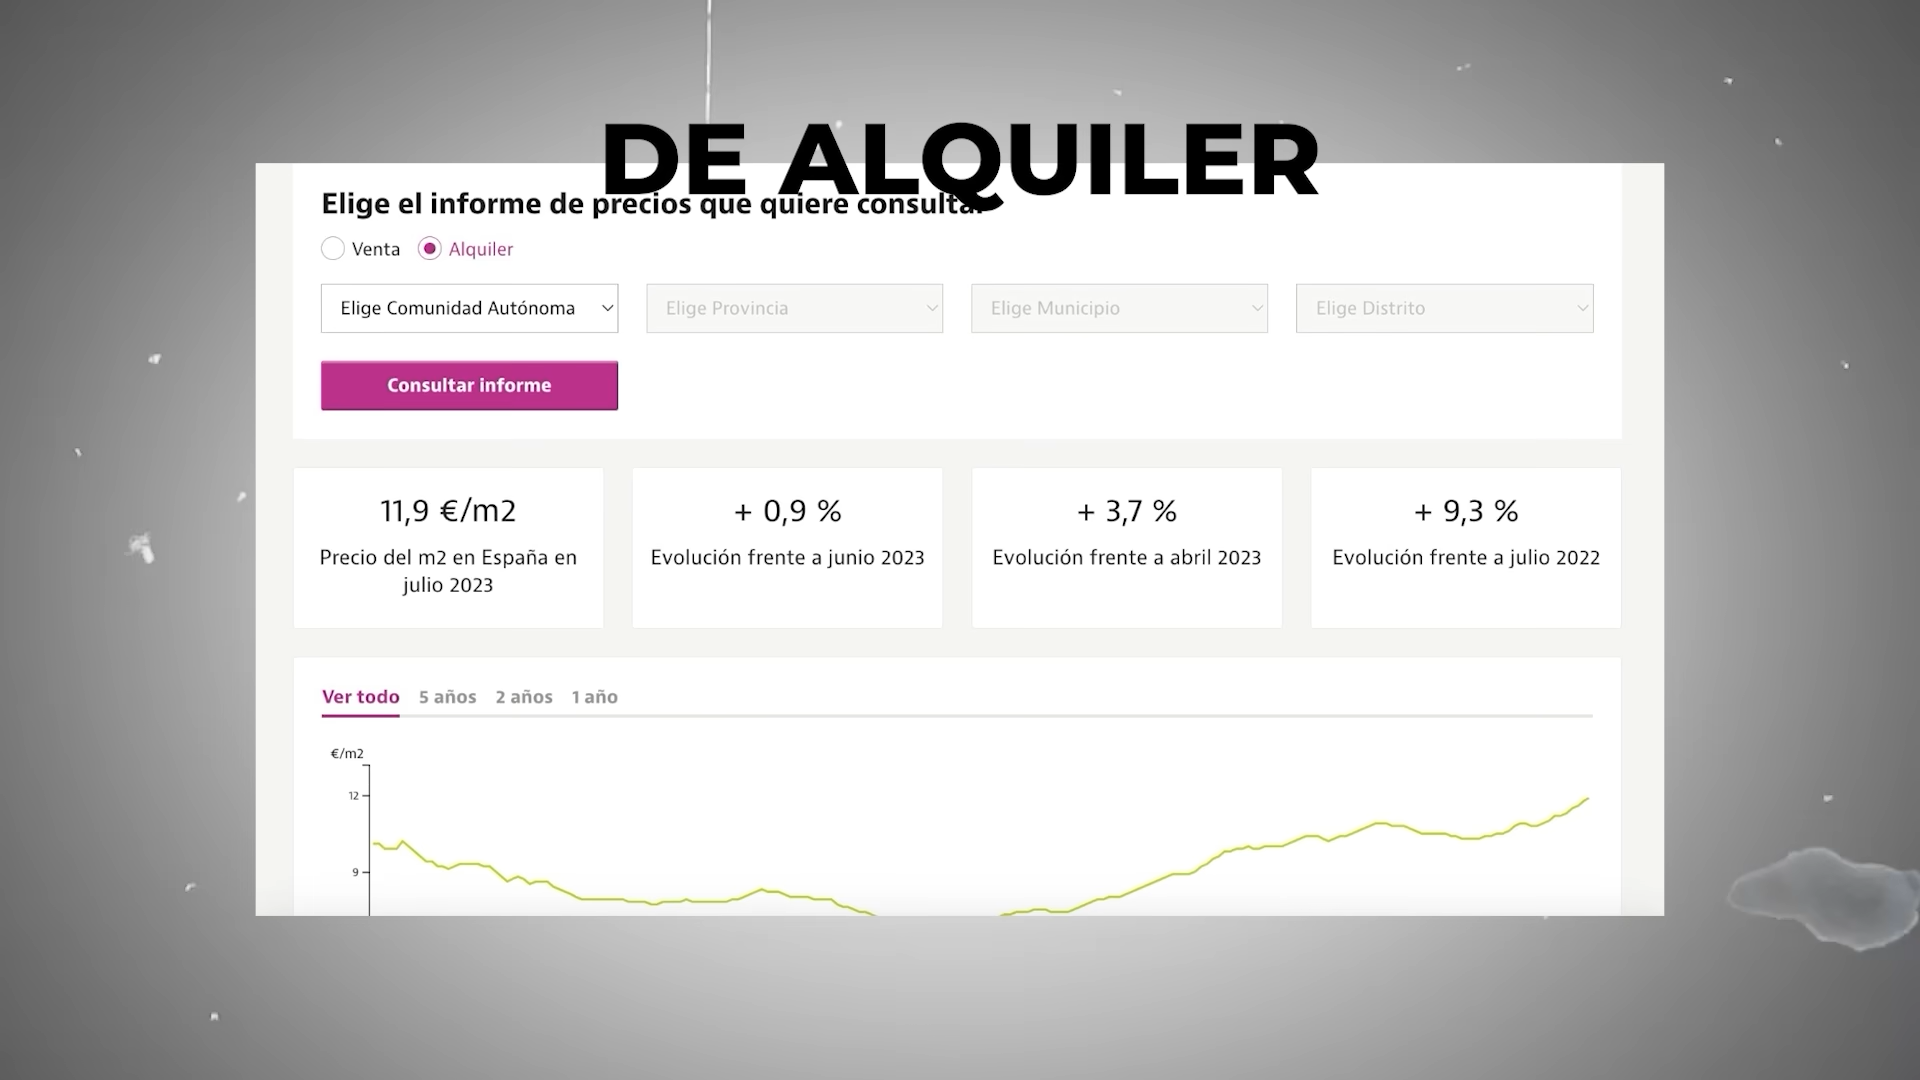 DE ALQUILER
Elige el informe de precios que quiere consultar
Venta Alquiler
Elige Comunidad Autónoma Elige Provincia Elige Municipio Elige Distrito
Consultar informe
11,9 €/m2 + 0,9 % + 3,7 % + 9,3 %
Precio del m2 en España en
julio 2023
Evolución frente a junio 2023
Evolución frente a abril 2023
Evolución frente a julio 2022
Ver todo 5 años 2 años 1 año
€/m2
12
9